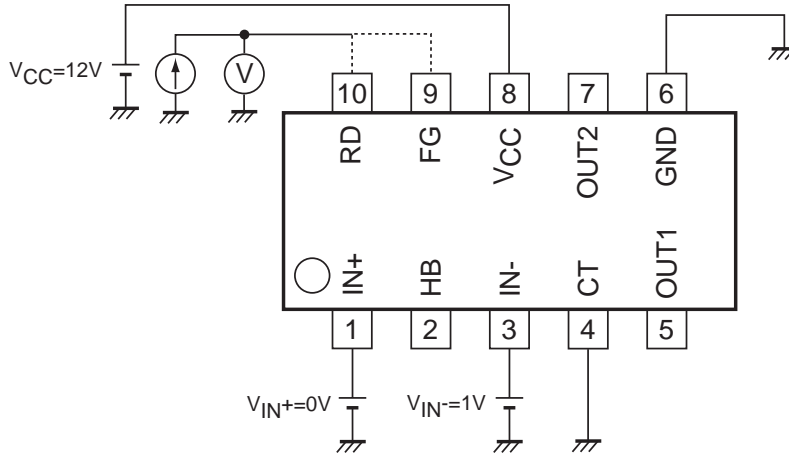 VCC=12V
V
10 9 8 7 6
RD FG VCC OUT2 GND
IN+ HB IN- CT OUT1
1 2 3 4 5
VIN+=0V VIN-=1V